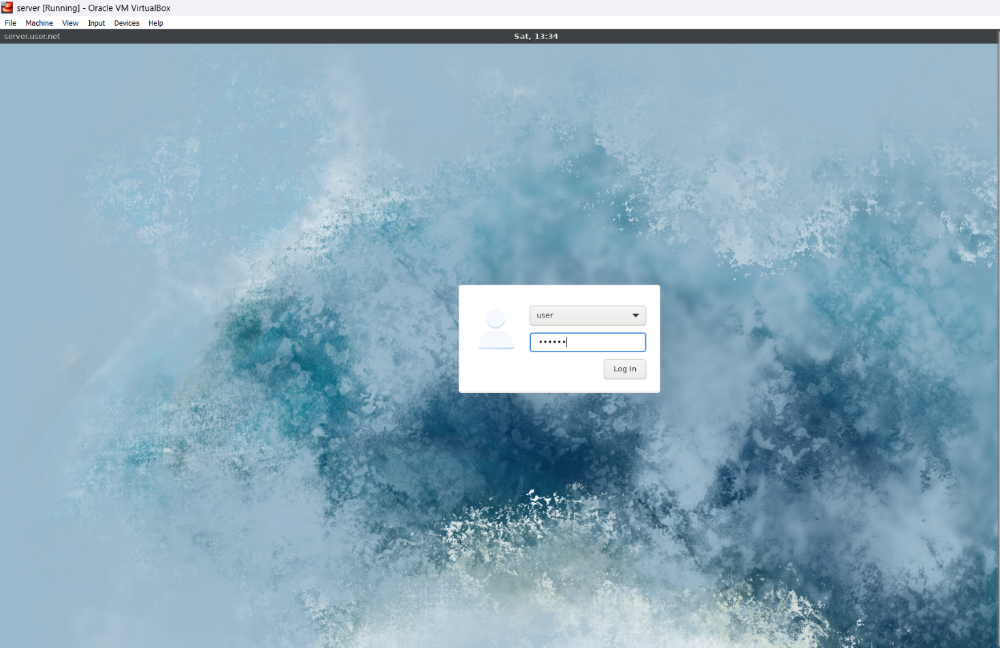 server [Running] - Oracle VM VirtualBox
File Machine View Input Devices Help
server.user.net Sat, 13:34
user
••••••
Log In